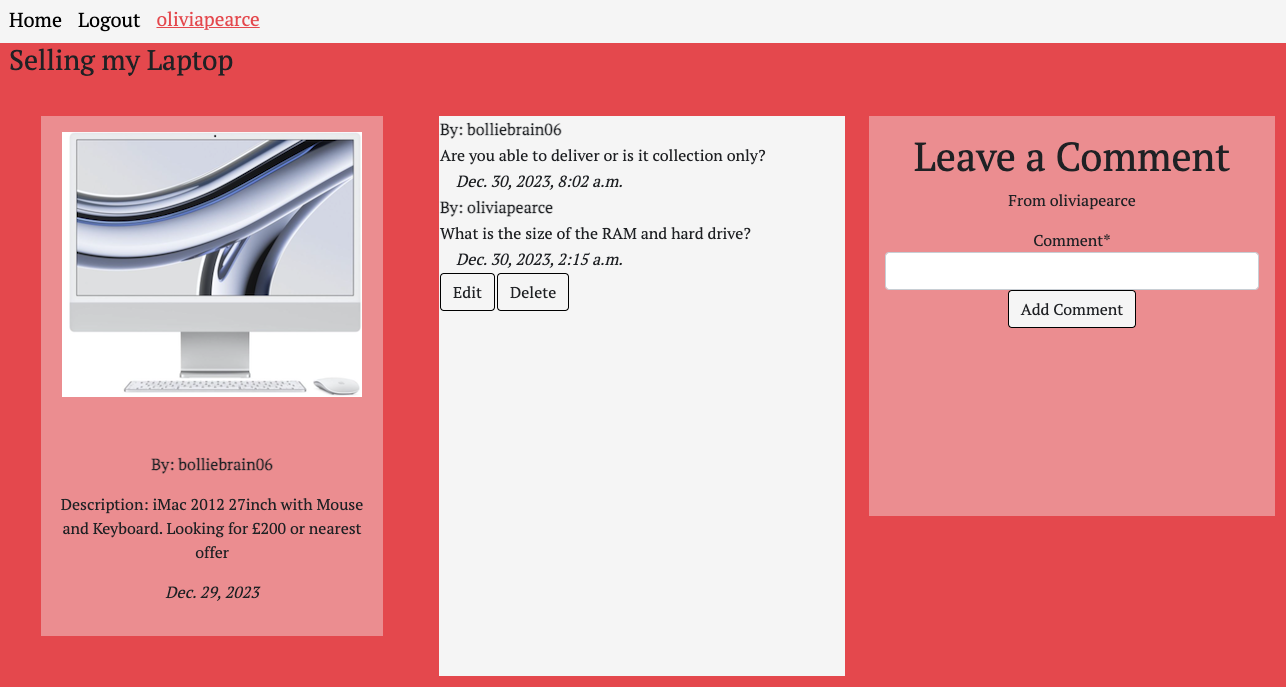 Home Logout oliviapearce
Selling my Laptop
By: bolliebrain06
Description: iMac 2012 27inch with Mouse
and Keyboard. Looking for £200 or nearest
offer
Dec. 29, 2023
By: bolliebrain06
Are you able to deliver or is it collection only?
Dec. 30, 2023, 8:02 a.m.
By: oliviapearce
What is the size of the RAM and hard drive?
Dec. 30, 2023, 2:15 a.m.
Edit Delete
Leave a Comment
From oliviapearce
Comment*
Add Comment